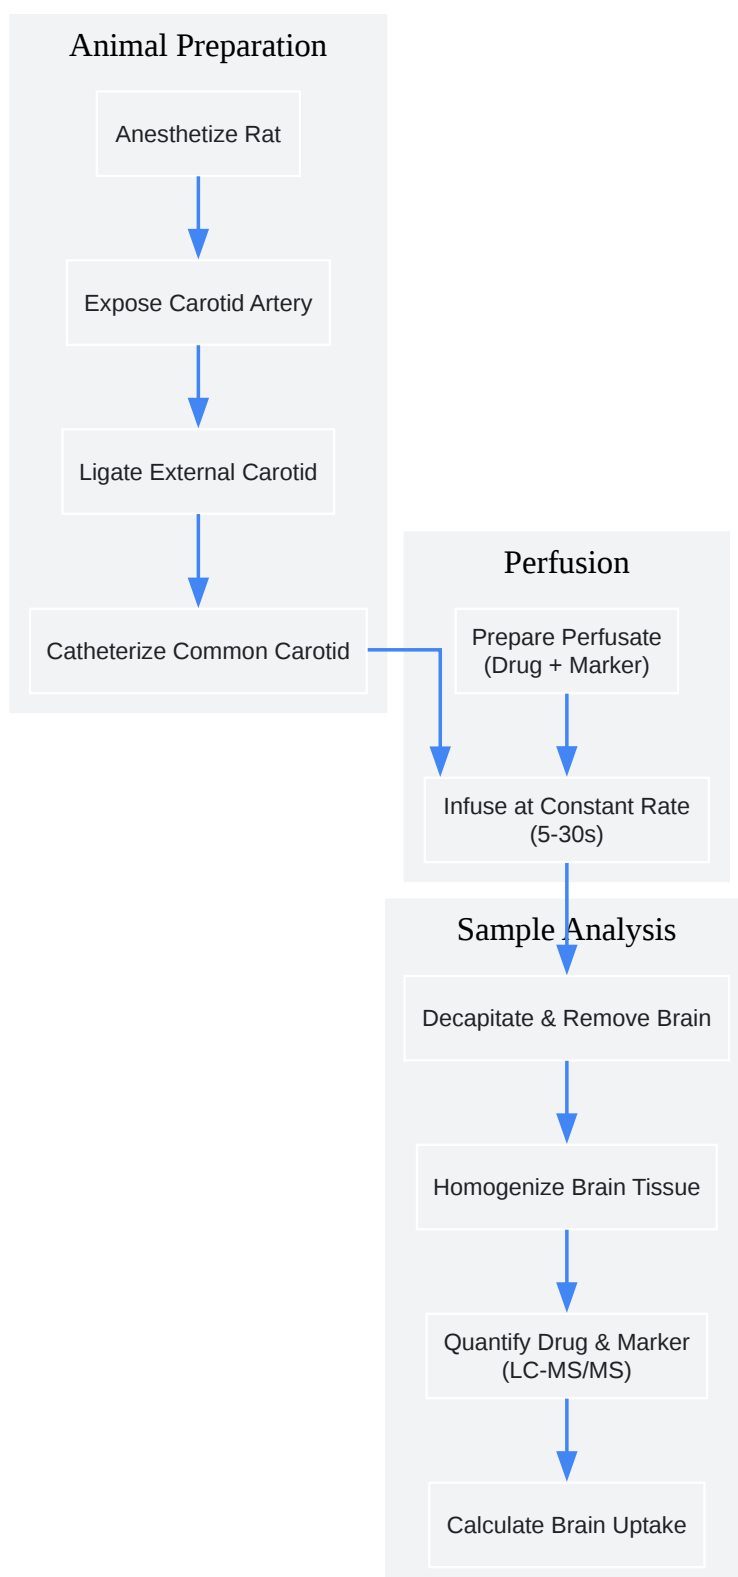 Animal Preparation
Anesthetize Rat
Expose Carotid Artery
Ligate External Carotid
Catheterize Common Carotid
Perfusion
Prepare Perfusate
(Drug + Marker)
Infuse at Constant Rate
(5-30s)
Sample Analysis
Decapitate & Remove Brain
Homogenize Brain Tissue
Quantify Drug & Marker
(LC-MS/MS)
Calculate Brain Uptake